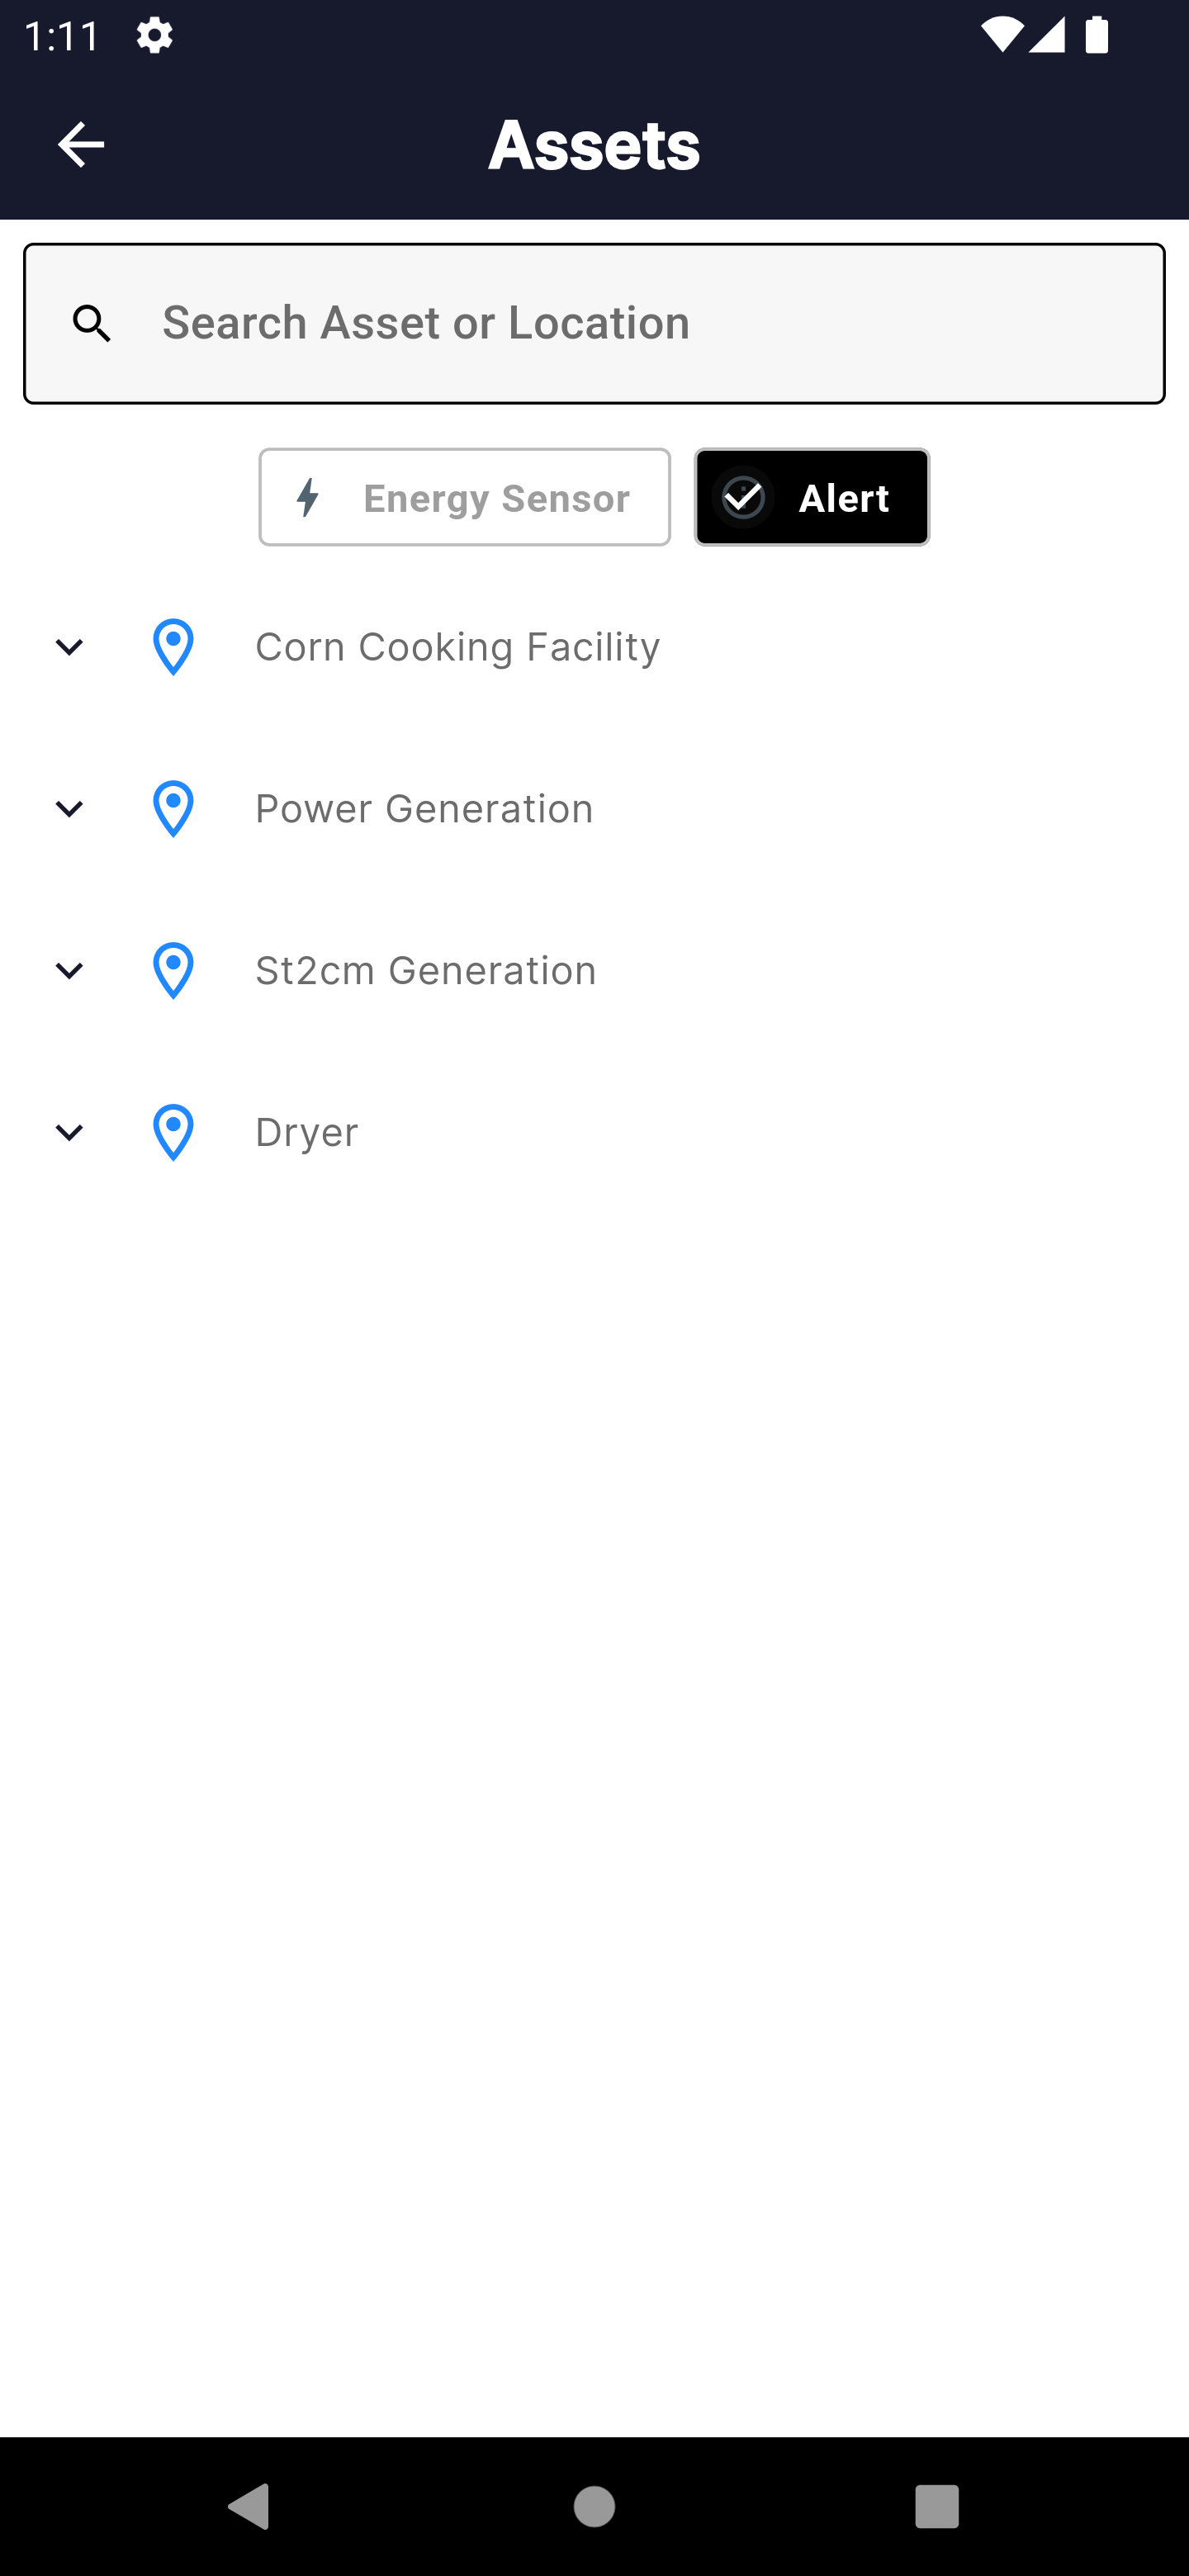 1:11
Assets
Search Asset or Location
Energy Sensor
Alert
Corn Cooking Facility
Power Generation
St2cm Generation
Dryer